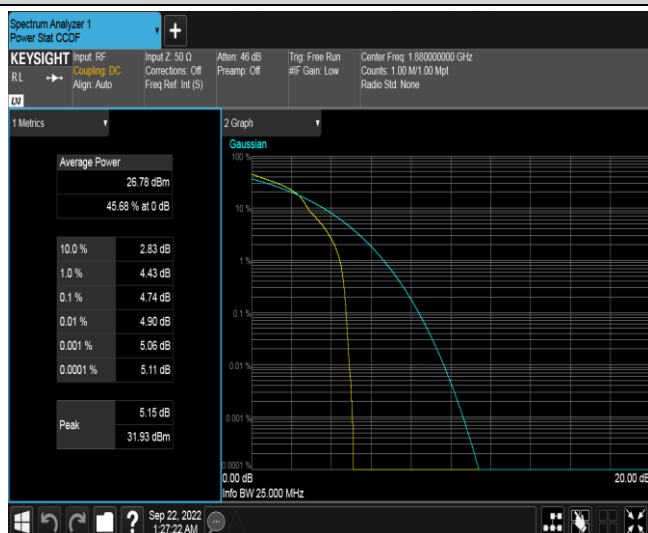 Spectrum Analyzer 1
Power Stat CCDF
+
KEYSIGHT
R L
LXI
Input: RF
Coupling: DC
Align: Auto
Input Z: 50 Ω
Corrections: Off
Freq Ref: Int (S)
Atten: 46 dB
Preamp: Off
Trig: Free Run
#IF Gain: Low
Center Freq: 1.880000000 GHz
Counts: 1.00 M/1.00 Mpt
Radio Std: None
1 Metrics
Average Power
26.78 dBm
45.68 % at 0 dB
10.0 % 2.83 dB
1.0 % 4.43 dB
0.1 % 4.74 dB
0.01 % 4.90 dB
0.001 % 5.06 dB
0.0001 % 5.11 dB
Peak
5.15 dB
31.93 dBm
2 Graph
Gaussian
100 %
10 %
1 %
0.1 %
0.01 %
0.001 %
0.0001 %
0.00 dB 20.00 dB
Info BW 25.000 MHz
?
Sep 22, 2022
1:27:22 AM